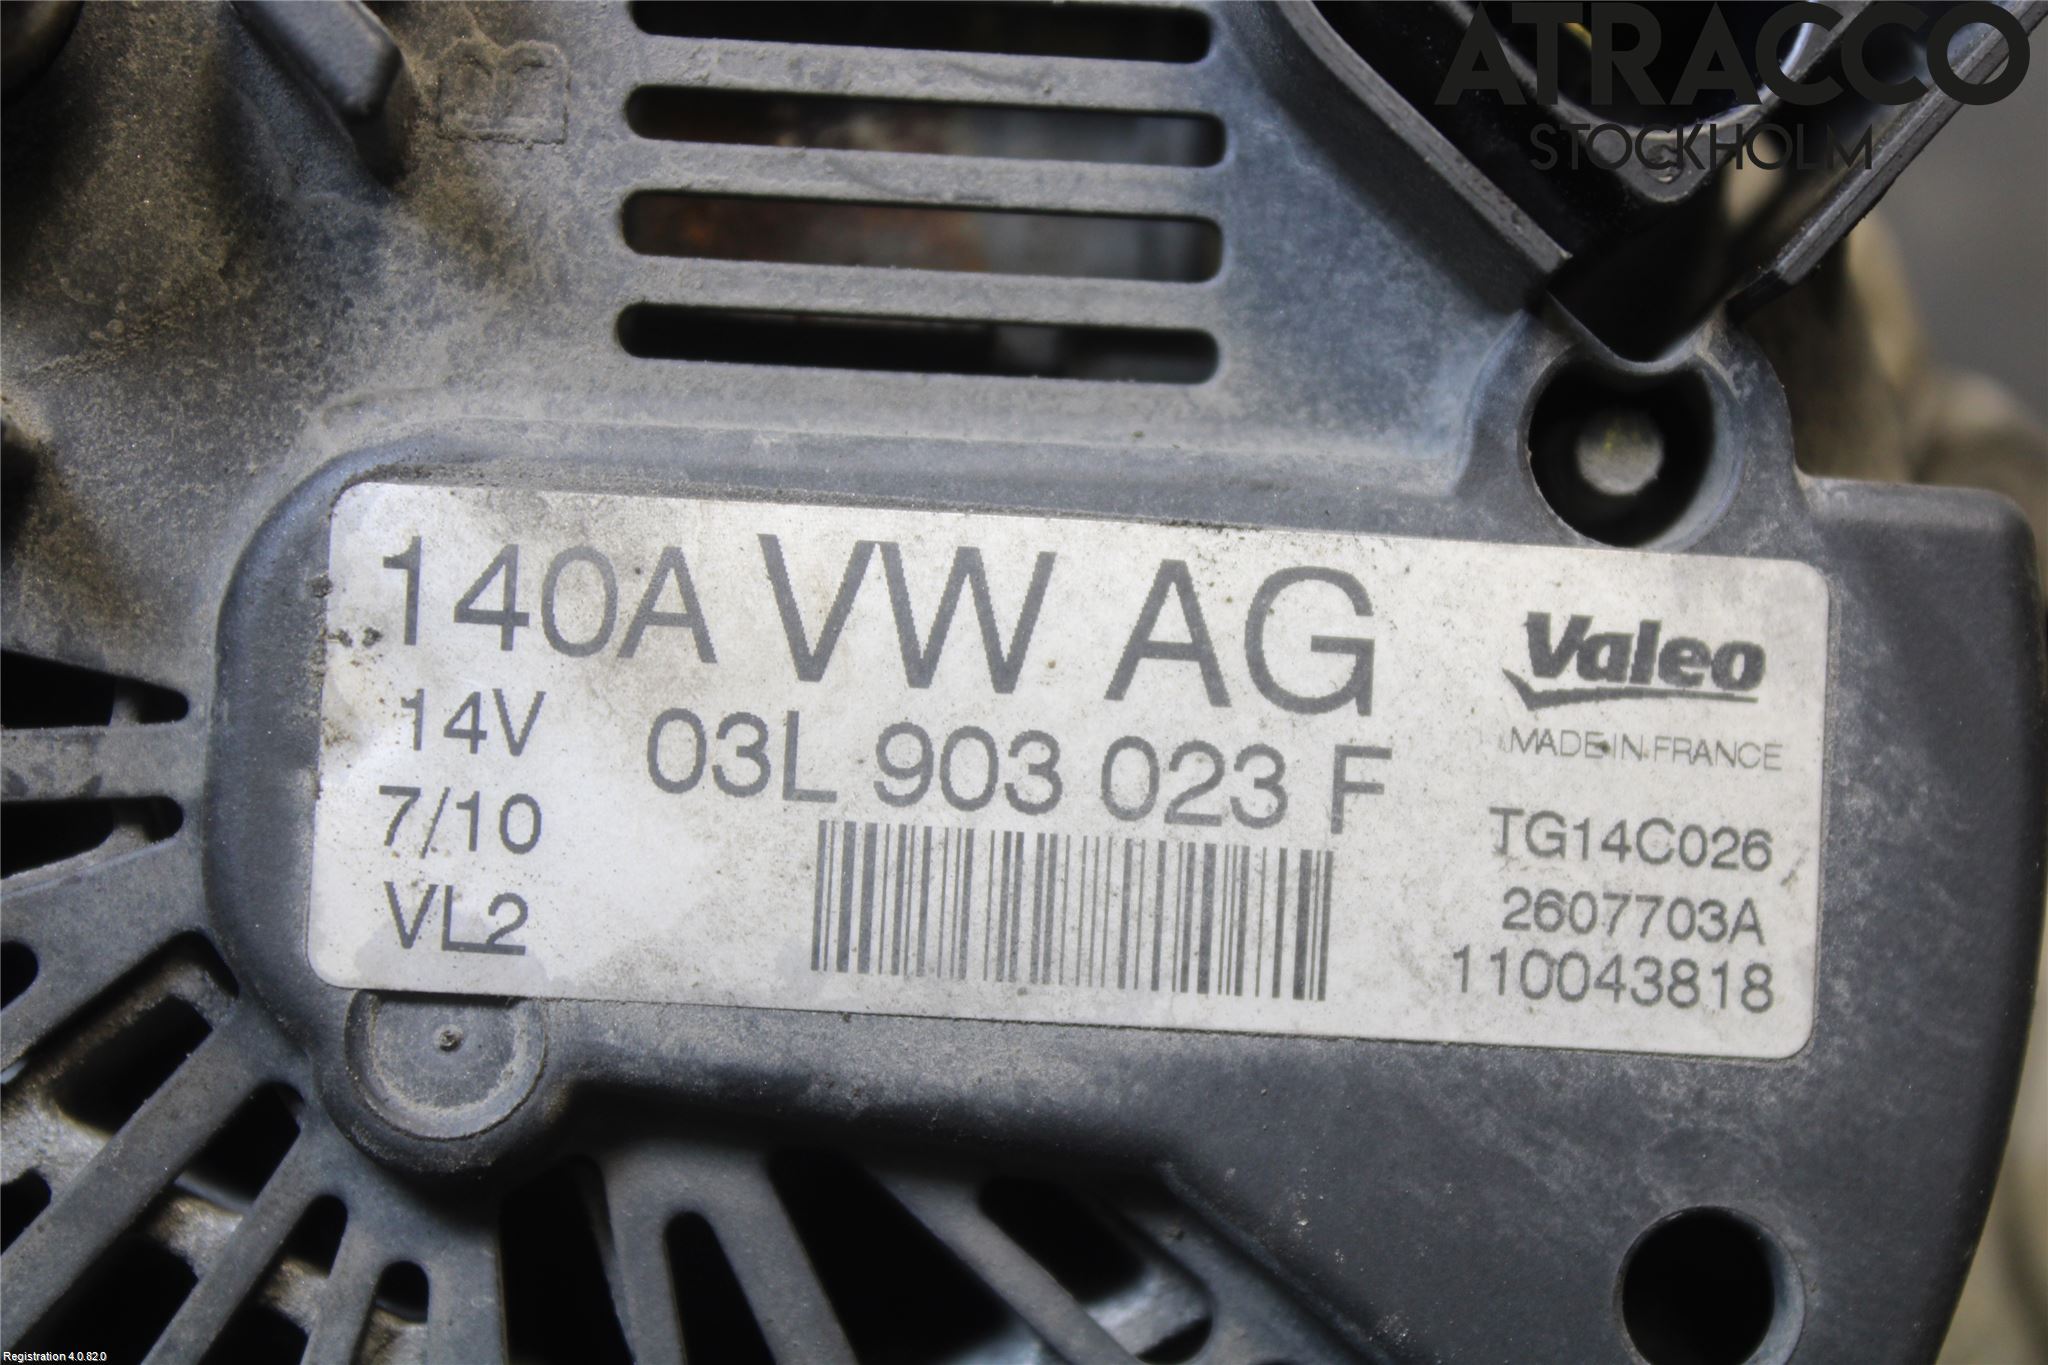 ATRACCO
STOCKHOLM
B
140A VW AG
14V
03L 903 023 F
7/10
VL2
Valeo
MADE IN FRANCE
TG14C026
2607703A
110043818
Registration 4.0.82.0